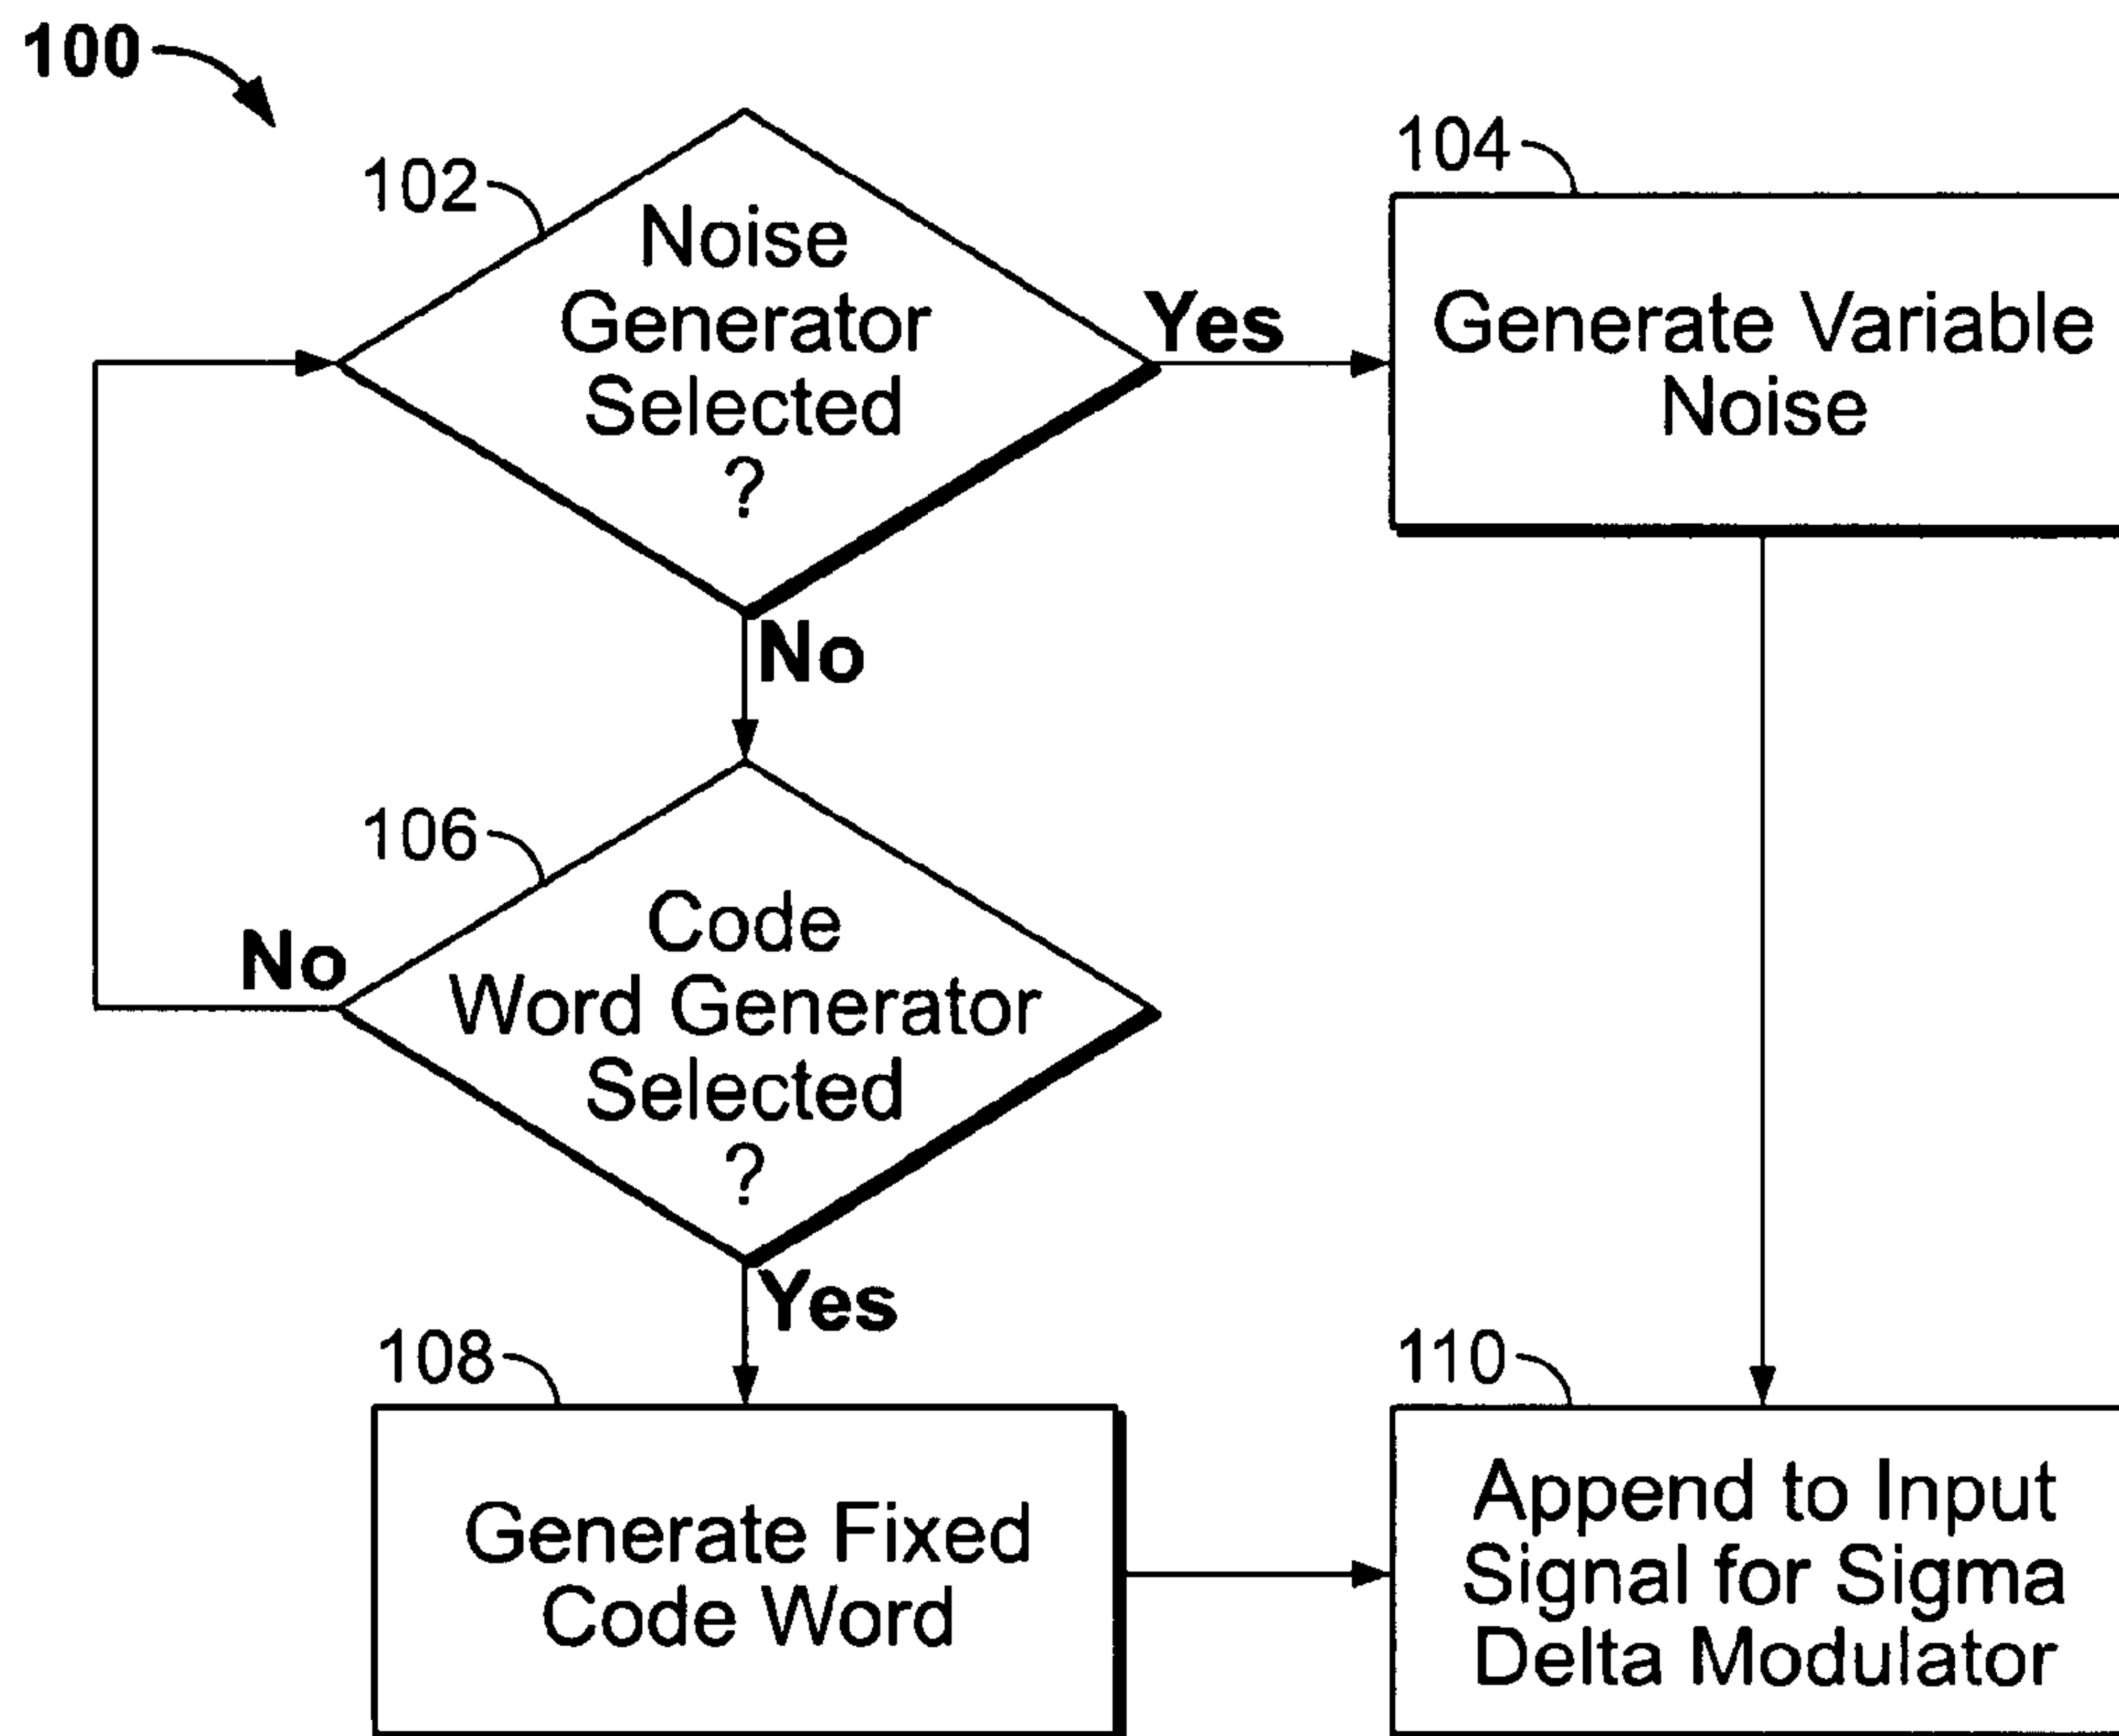 100
102
Noise
Generator
Selected
?
Yes
104
Generate Variable
Noise
No
106
Code
Word Generator
Selected
?
No
Yes
108
Generate Fixed
Code Word
110
Append to Input
Signal for Sigma
Delta Modulator